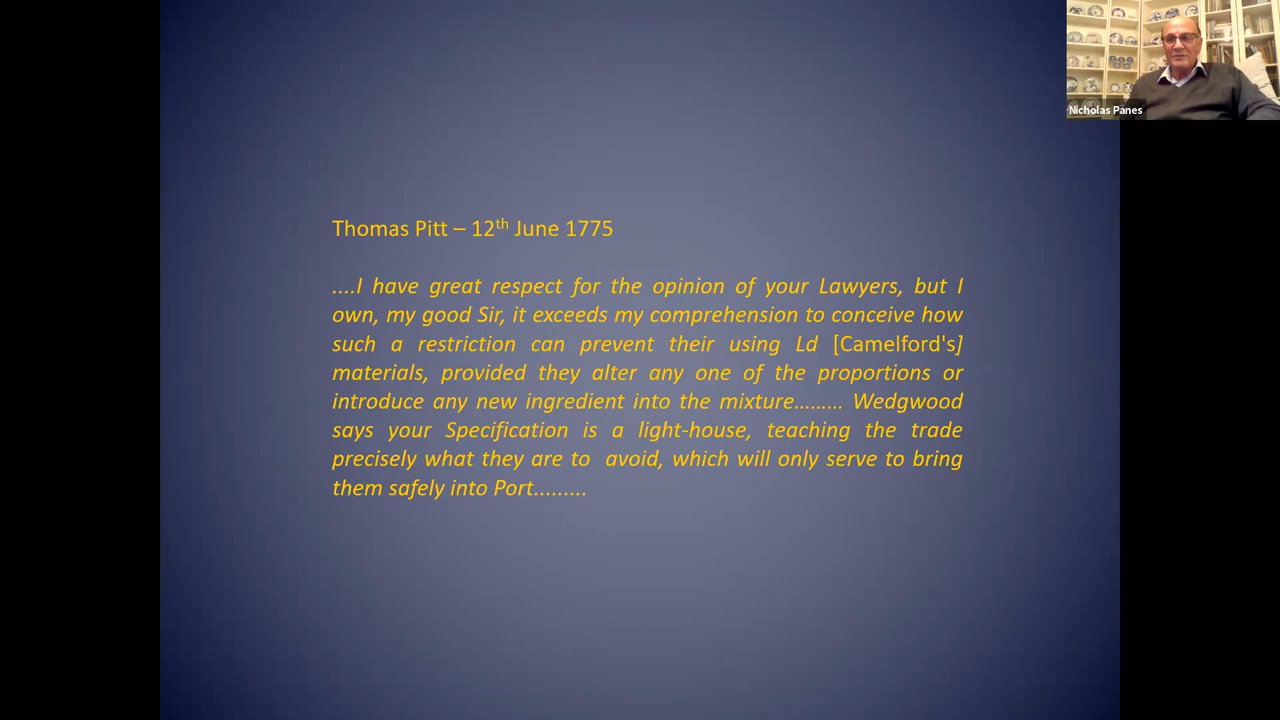 Nicholas Panes
Thomas Pitt – 12th June 1775
....I have great respect for the opinion of your Lawyers, but I
own, my good Sir, it exceeds my comprehension to conceive how
such a restriction can prevent their using Ld [Camelford's]
materials, provided they alter any one of the proportions or
introduce any new ingredient into the mixture......... Wedgwood
says your Specification is a light-house, teaching the trade
precisely what they are to avoid, which will only serve to bring
them safely into Port.........